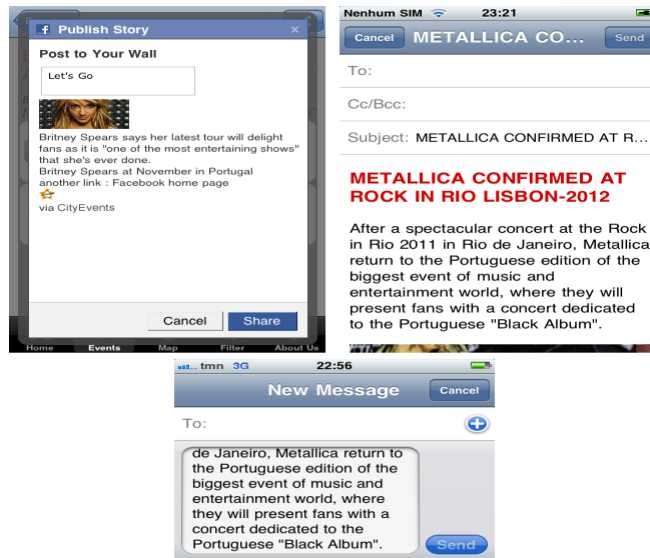 Publish Story
Post to Your Wall
Let's Go
Britney Spears says her latest tour will delight
fans as it is "one of the most entertaining shows"
that she's ever done.
Britney Spears at November in Portugal
another link : Facebook home page
via CityEvents
Cancel Share
Home Events Map Filter About Us
Nenhum SIM 23:21
Cancel METALLICA CO... Send
To:
Cc/Bcc:
Subject: METALLICA CONFIRMED AT R...
METALLICA CONFIRMED AT
ROCK IN RIO LISBON-2012
After a spectacular concert at the Rock
in Rio 2011 in Rio de Janeiro, Metallica
return to the Portuguese edition of the
biggest event of music and
entertainment world, where they will
present fans with a concert dedicated
to the Portuguese "Black Album".
tmn 3G 22:56
New Message Cancel
To:
de Janeiro, Metallica return to
the Portuguese edition of the
biggest event of music and
entertainment world, where
they will present fans with a
concert dedicated to the
Portuguese "Black Album".
Send